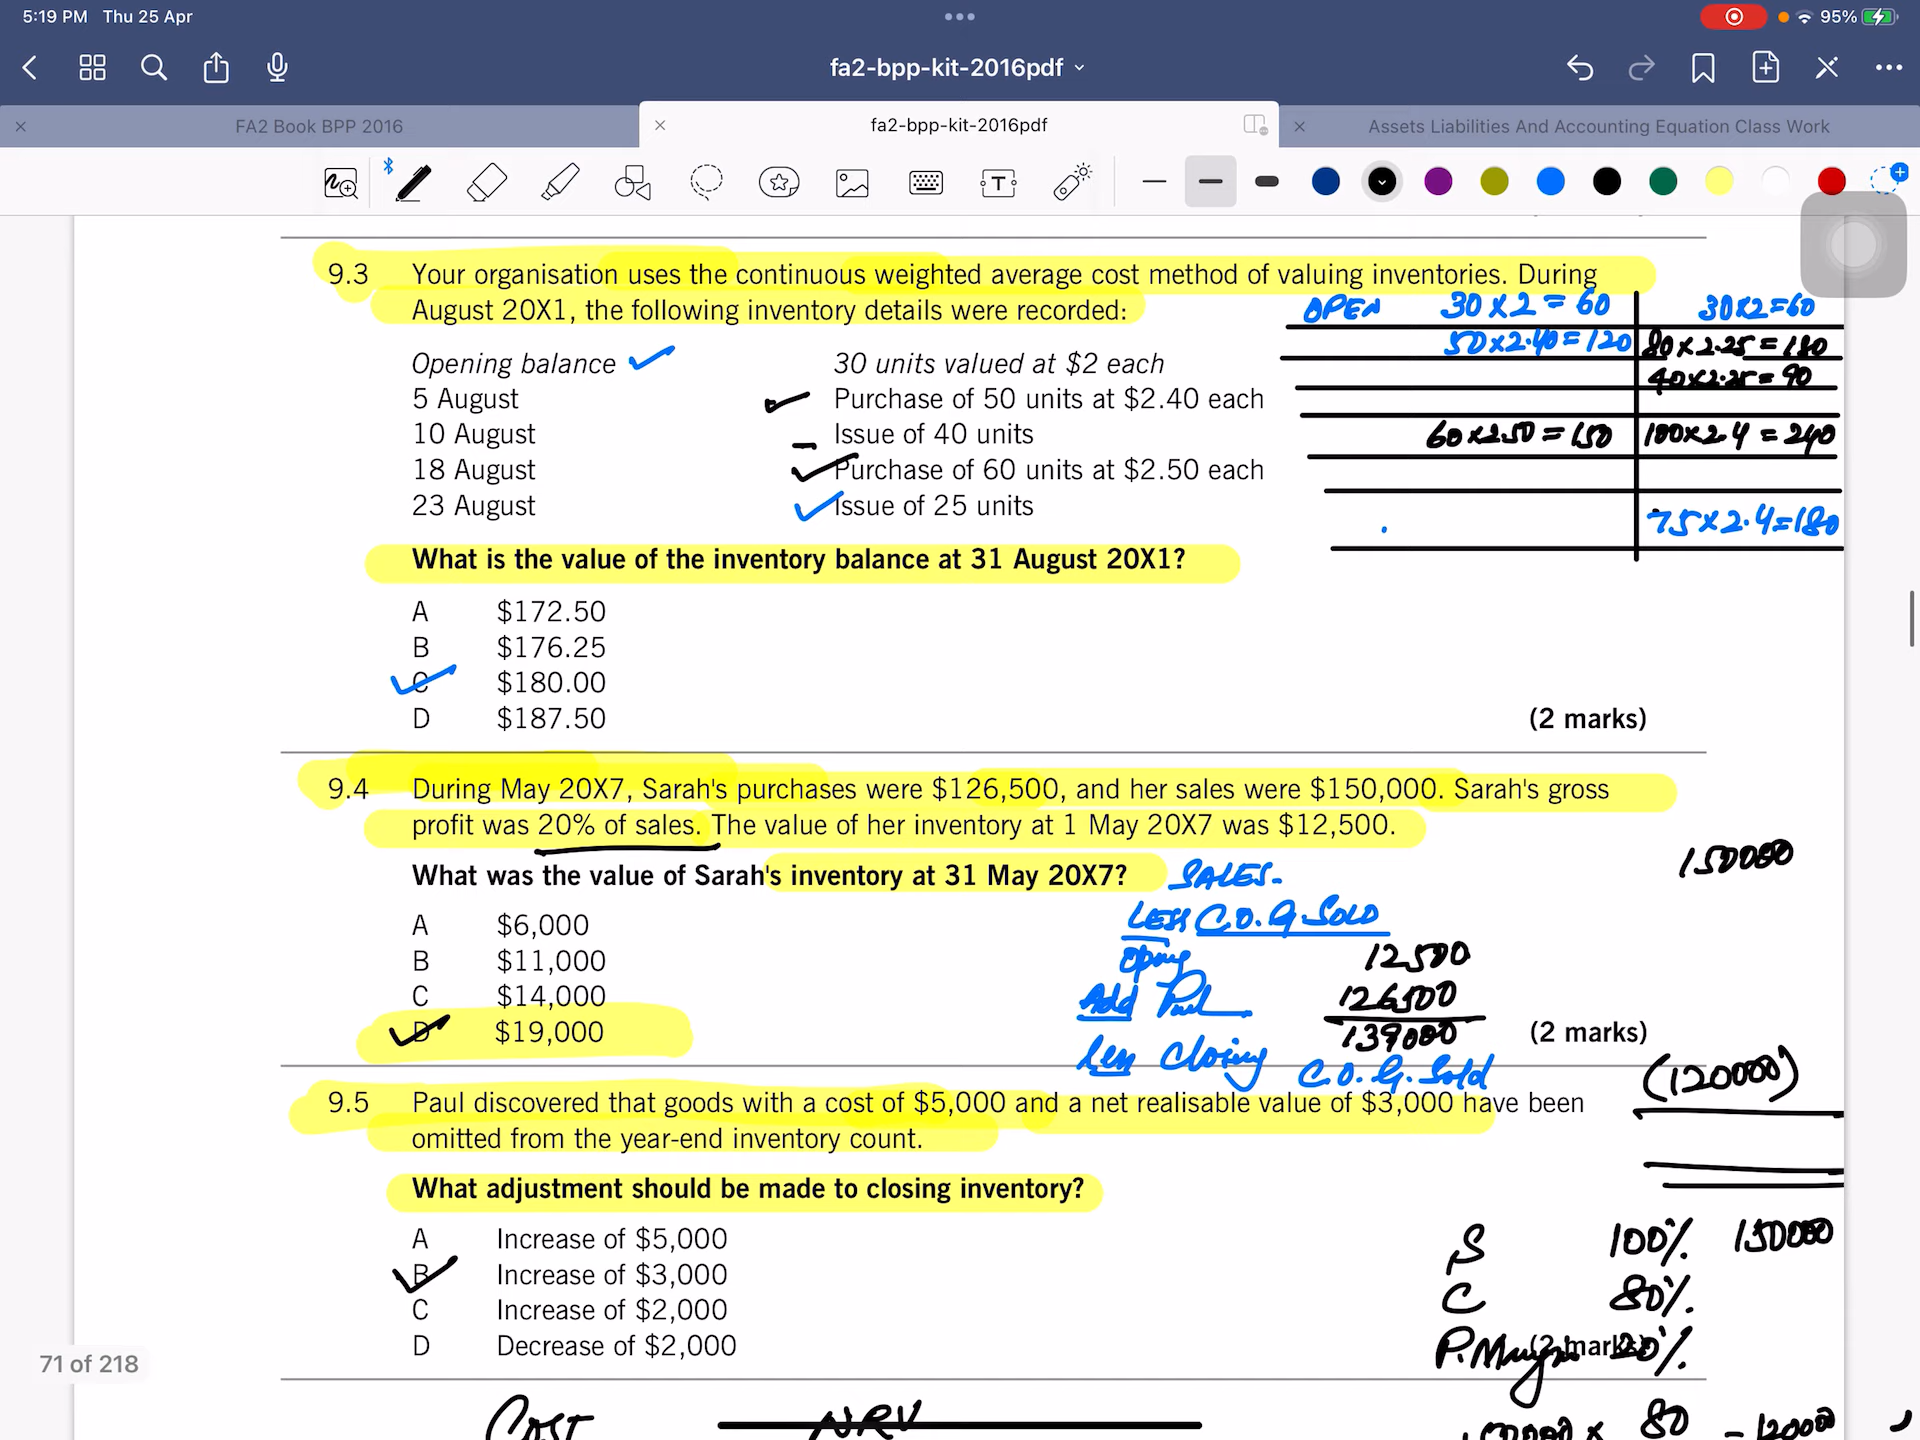 5:19 PM Thu 25 Apr
95%
fa2-bpp-kit-2016pdf
FA2 Book BPP 2016
fa2-bpp-kit-2016pdf
Assets Liabilities And Accounting Equation Class Work
9.3 Your organisation uses the continuous weighted average cost method of valuing inventories. During
August 20X1, the following inventory details were recorded:
OPEN 30 x 2 = 60 30x2=60
50x2.40=120 80x2.25=180
40x2.25=90
60x2.50=150 100x2.4=240
75x2.4=180
Opening balance 30 units valued at $2 each
5 August Purchase of 50 units at $2.40 each
10 August Issue of 40 units
18 August Purchase of 60 units at $2.50 each
23 August Issue of 25 units
What is the value of the inventory balance at 31 August 20X1?
A $172.50
B $176.25
C $180.00
D $187.50
(2 marks)
9.4 During May 20X7, Sarah's purchases were $126,500, and her sales were $150,000. Sarah's gross
profit was 20% of sales. The value of her inventory at 1 May 20X7 was $12,500.
What was the value of Sarah's inventory at 31 May 20X7?
A $6,000
B $11,000
C $14,000
D $19,000
(2 marks)
SALES- 150000
LESS C.O.G.SOLD
12500
Add 126500
139000
less Closing
C.O.G.Sold (120000)
9.5 Paul discovered that goods with a cost of $5,000 and a net realisable value of $3,000 have been
omitted from the year-end inventory count.
What adjustment should be made to closing inventory?
A Increase of $5,000
B Increase of $3,000
C Increase of $2,000
D Decrease of $2,000
(2 marks)
S 100% 150000
C 80%
P. 20%
71 of 218
COST NRV
150000 x 80 = 120000